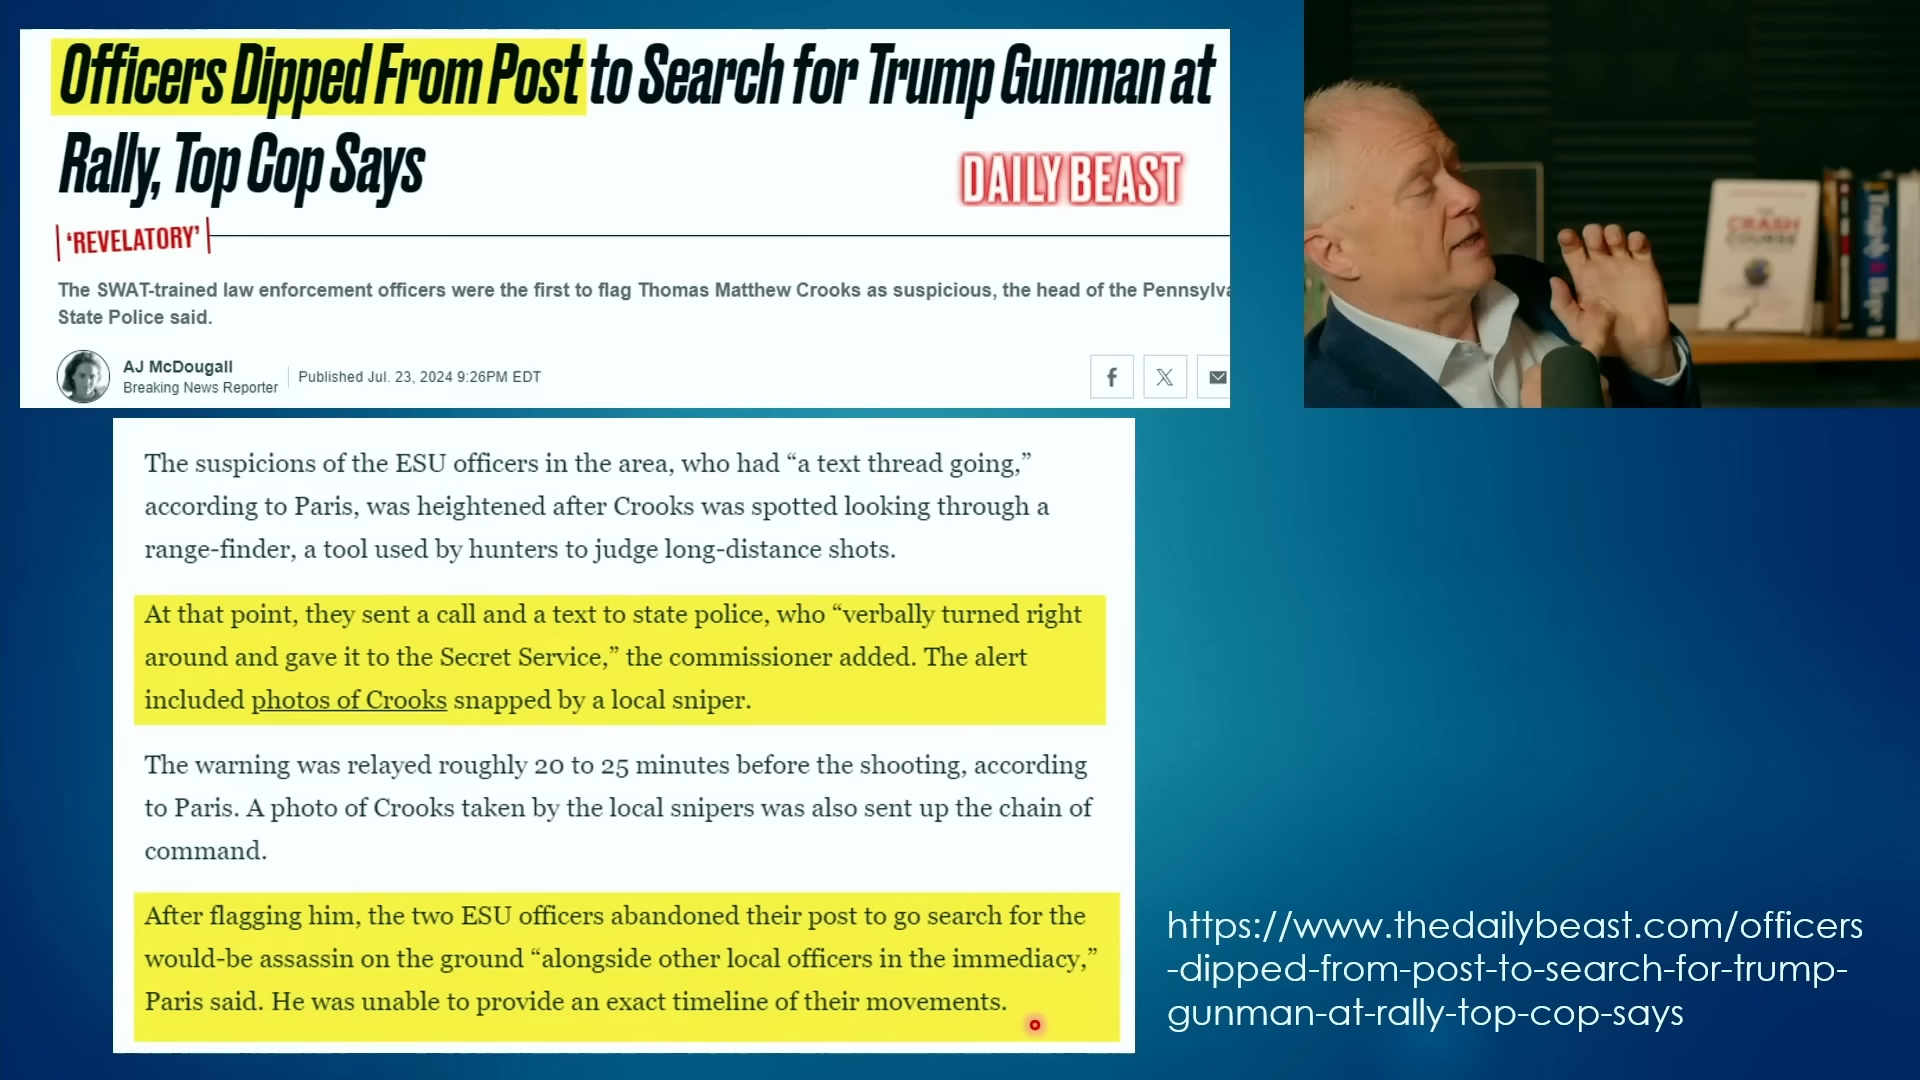 Officers Dipped From Post to Search for Trump Gunman at
Rally, Top Cop Says
DAILY BEAST
'REVELATORY'
The SWAT-trained law enforcement officers were the first to flag Thomas Matthew Crooks as suspicious, the head of the Pennsylva
State Police said.
AJ McDougall
Breaking News Reporter
Published Jul. 23, 2024 9:26PM EDT
CRASH
COURSE
The suspicions of the ESU officers in the area, who had “a text thread going,”
according to Paris, was heightened after Crooks was spotted looking through a
range-finder, a tool used by hunters to judge long-distance shots.
At that point, they sent a call and a text to state police, who “verbally turned right
around and gave it to the Secret Service,” the commissioner added. The alert
included photos of Crooks snapped by a local sniper.
The warning was relayed roughly 20 to 25 minutes before the shooting, according
to Paris. A photo of Crooks taken by the local snipers was also sent up the chain of
command.
After flagging him, the two ESU officers abandoned their post to go search for the
would-be assassin on the ground “alongside other local officers in the immediacy,”
Paris said. He was unable to provide an exact timeline of their movements.
https://www.thedailybeast.com/officers
-dipped-from-post-to-search-for-trump-
gunman-at-rally-top-cop-says